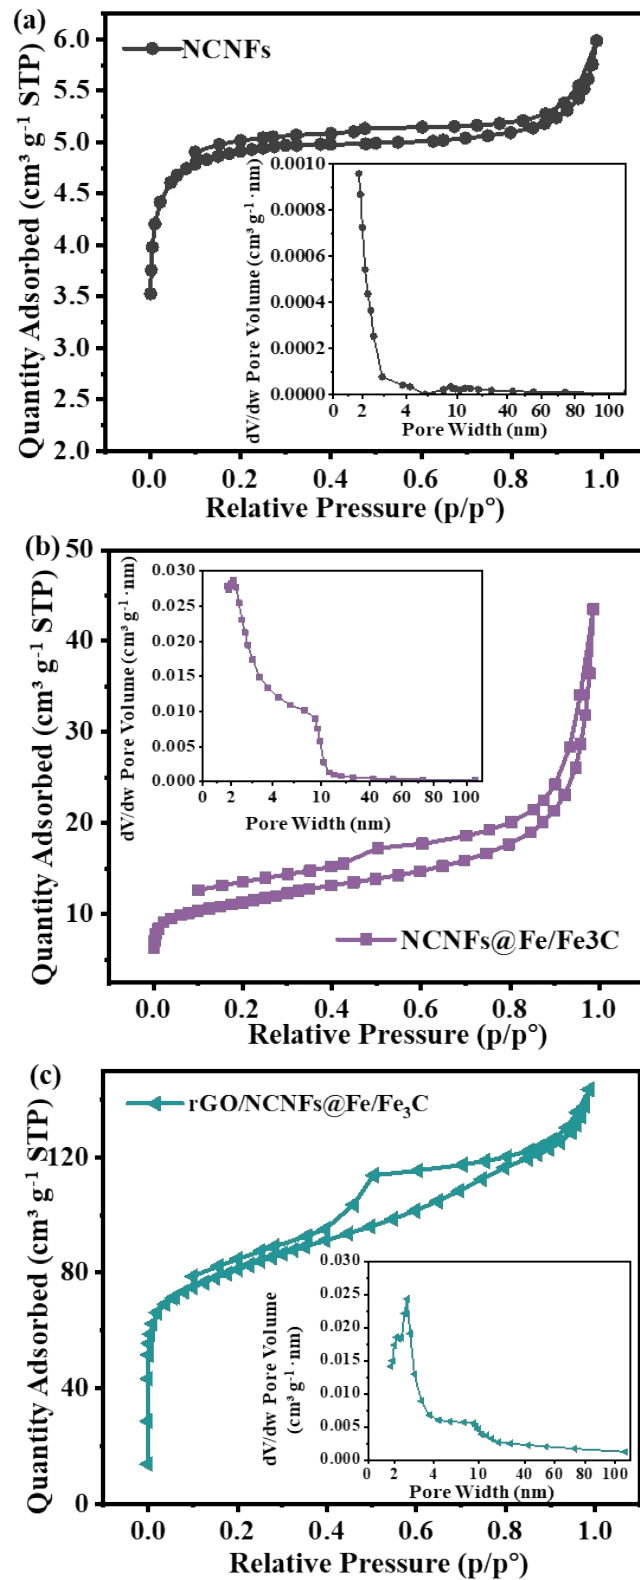 (a)
NCNFs
Quantity Adsorbed (cm³ g⁻¹ STP)
6.0
5.5
5.0
4.5
4.0
3.5
3.0
2.5
2.0
0.0 0.2 0.4 0.6 0.8 1.0
Relative Pressure (p/p°)
dV/dw Pore Volume (cm³ g⁻¹·nm)
0.0010
0.0008
0.0006
0.0004
0.0002
0.0000
0 2 4 10 40 60 80 100
Pore Width (nm)
(b)
NCNFs@Fe/Fe3C
Quantity Adsorbed (cm³ g⁻¹ STP)
50
40
30
20
10
0.0 0.2 0.4 0.6 0.8 1.0
Relative Pressure (p/p°)
dV/dw Pore Volume (cm³ g⁻¹·nm)
0.030
0.025
0.020
0.015
0.010
0.005
0.000
0 2 4 10 40 60 80 100
Pore Width (nm)
(c)
rGO/NCNFs@Fe/Fe₃C
Quantity Adsorbed (cm³ g⁻¹ STP)
120
80
40
0
0.0 0.2 0.4 0.6 0.8 1.0
Relative Pressure (p/p°)
dV/dw Pore Volume
(cm³ g⁻¹·nm)
0.030
0.025
0.020
0.015
0.010
0.005
0.000
0 2 4 10 40 60 80 100
Pore Width (nm)